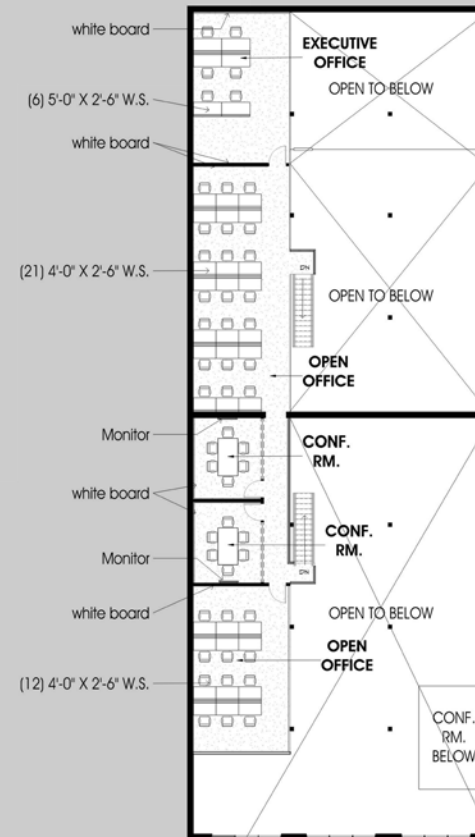 white board
EXECUTIVE
OFFICE
OPEN TO BELOW
(6) 5'-0" X 2'-6" W.S.
white board
(21) 4'-0" X 2'-6" W.S.
DN
OPEN TO BELOW
OPEN
OFFICE
Monitor
CONF.
RM.
white board
CONF.
RM.
Monitor
DN
white board
OPEN TO BELOW
OPEN
OFFICE
(12) 4'-0" X 2'-6" W.S.
CONF.
RM.
BELOW